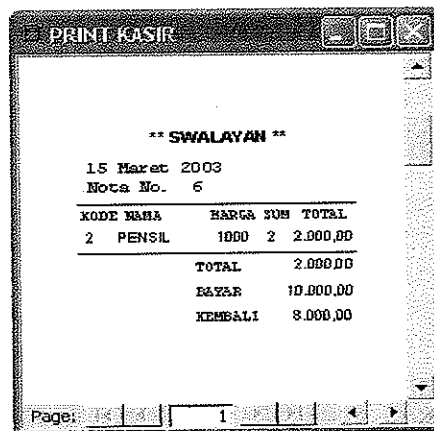 PRINT KASIR
** SWALAYAN **
15 Maret 2003
Nota No. 6
KODE NAMA HARGA SUM TOTAL
2 PENSIL 1000 2 2.000,00
TOTAL 2.000,00
BAYAR 10.000,00
KEMBALI 8.000,00
Page: 1